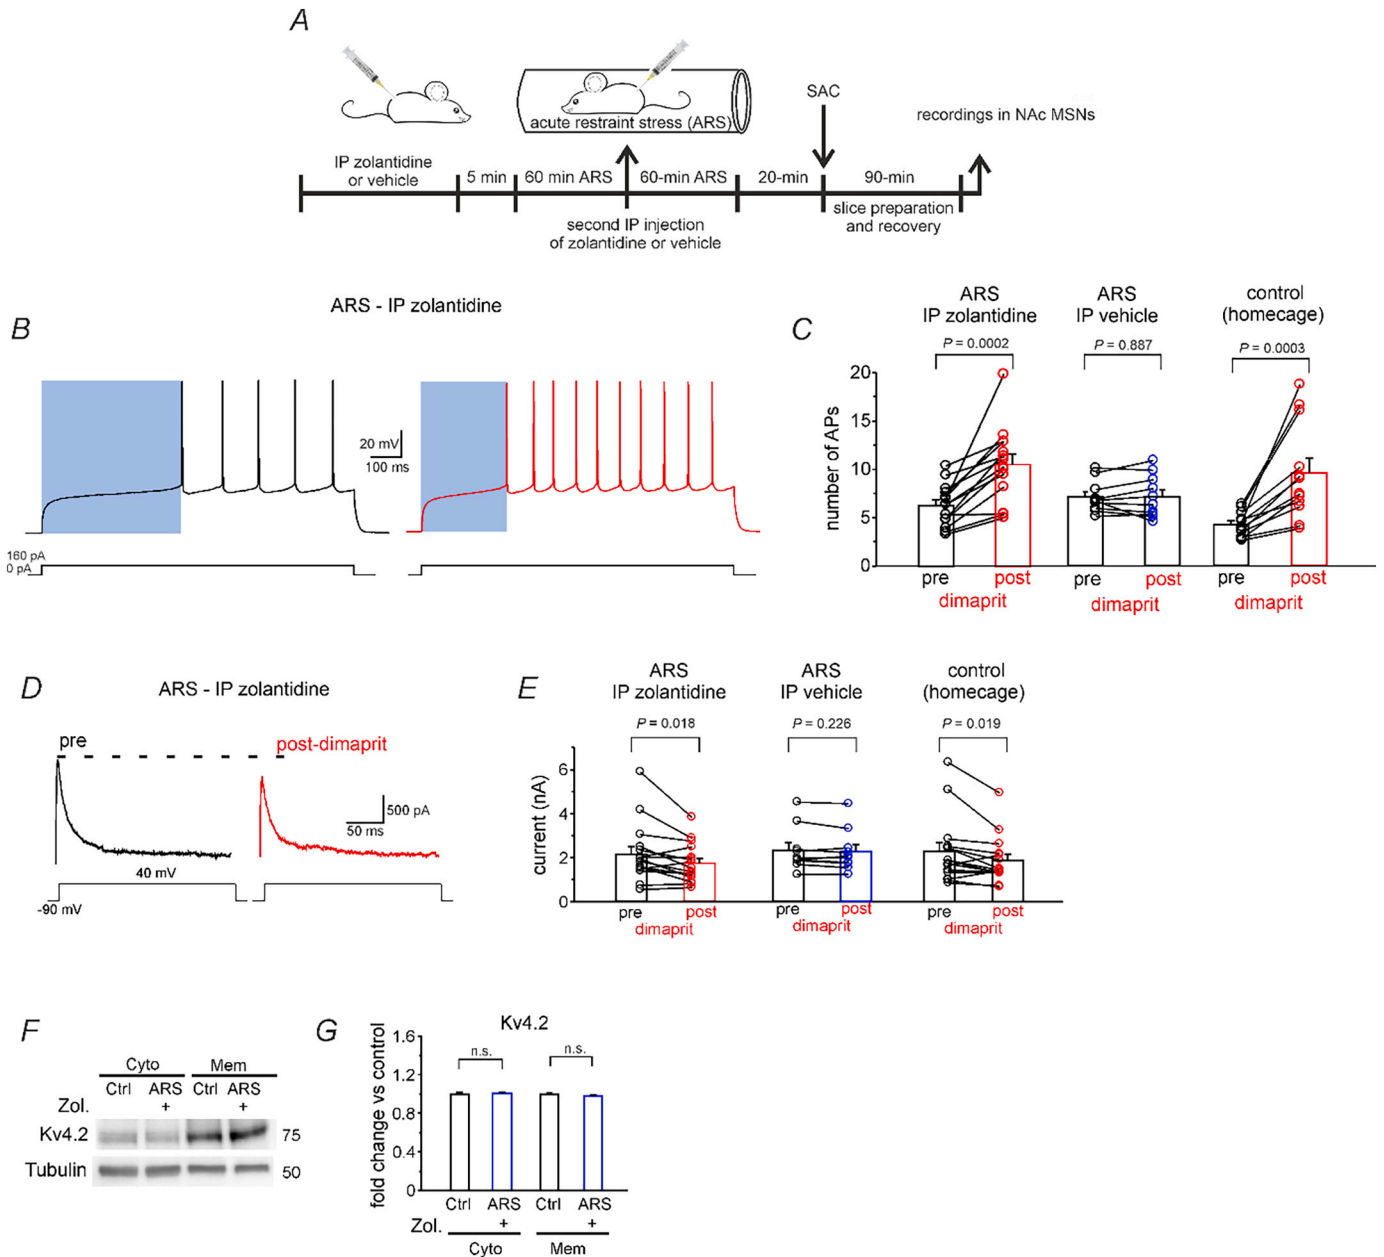 A
SAC
recordings in NAc MSNs
acute restraint stress (ARS)
IP zolantidine
or vehicle
5 min
60 min ARS
60-min ARS
20-min
90-min
second IP injection
of zolantidine or vehicle
slice preparation
and recovery
B
ARS - IP zolantidine
20 mV
100 ms
160 pA
0 pA
C
ARS
IP zolantidine
ARS
IP vehicle
control
(homecage)
P = 0.0002
P = 0.887
P = 0.0003
number of APs
20
15
10
5
0
pre
post
dimaprit
pre
post
dimaprit
pre
post
dimaprit
D
ARS - IP zolantidine
pre
post-dimaprit
500 pA
50 ms
40 mV
-90 mV
E
ARS
IP zolantidine
ARS
IP vehicle
control
(homecage)
P = 0.018
P = 0.226
P = 0.019
current (nA)
6
4
2
0
pre
post
dimaprit
pre
post
dimaprit
pre
post
dimaprit
F
Cyto
Mem
Ctrl ARS Ctrl ARS
Zol. + +
Kv4.2 75
Tubulin 50
G
Kv4.2
n.s.
n.s.
fold change vs control
1.6
1.2
0.8
0.4
0
Ctrl ARS Ctrl ARS
Zol. + +
Cyto Mem